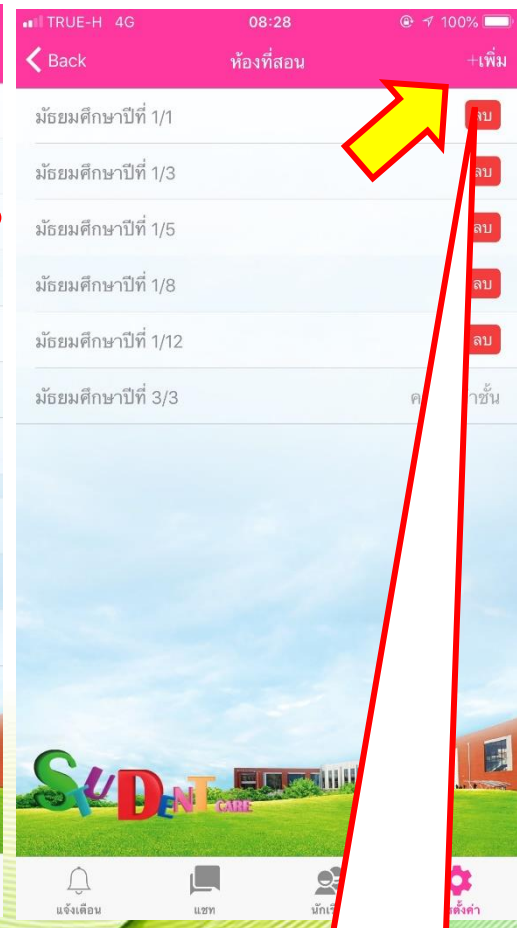 TRUE-H 4G 08:28 100%
Back ห้องที่สอน +เพิ่ม
มัธยมศึกษาปีที่ 1/1 ลบ
มัธยมศึกษาปีที่ 1/3 ลบ
มัธยมศึกษาปีที่ 1/5 ลบ
มัธยมศึกษาปีที่ 1/8 ลบ
มัธยมศึกษาปีที่ 1/12 ลบ
มัธยมศึกษาปีที่ 3/3
STUDENT CARE
แจ้งเตือน แชท